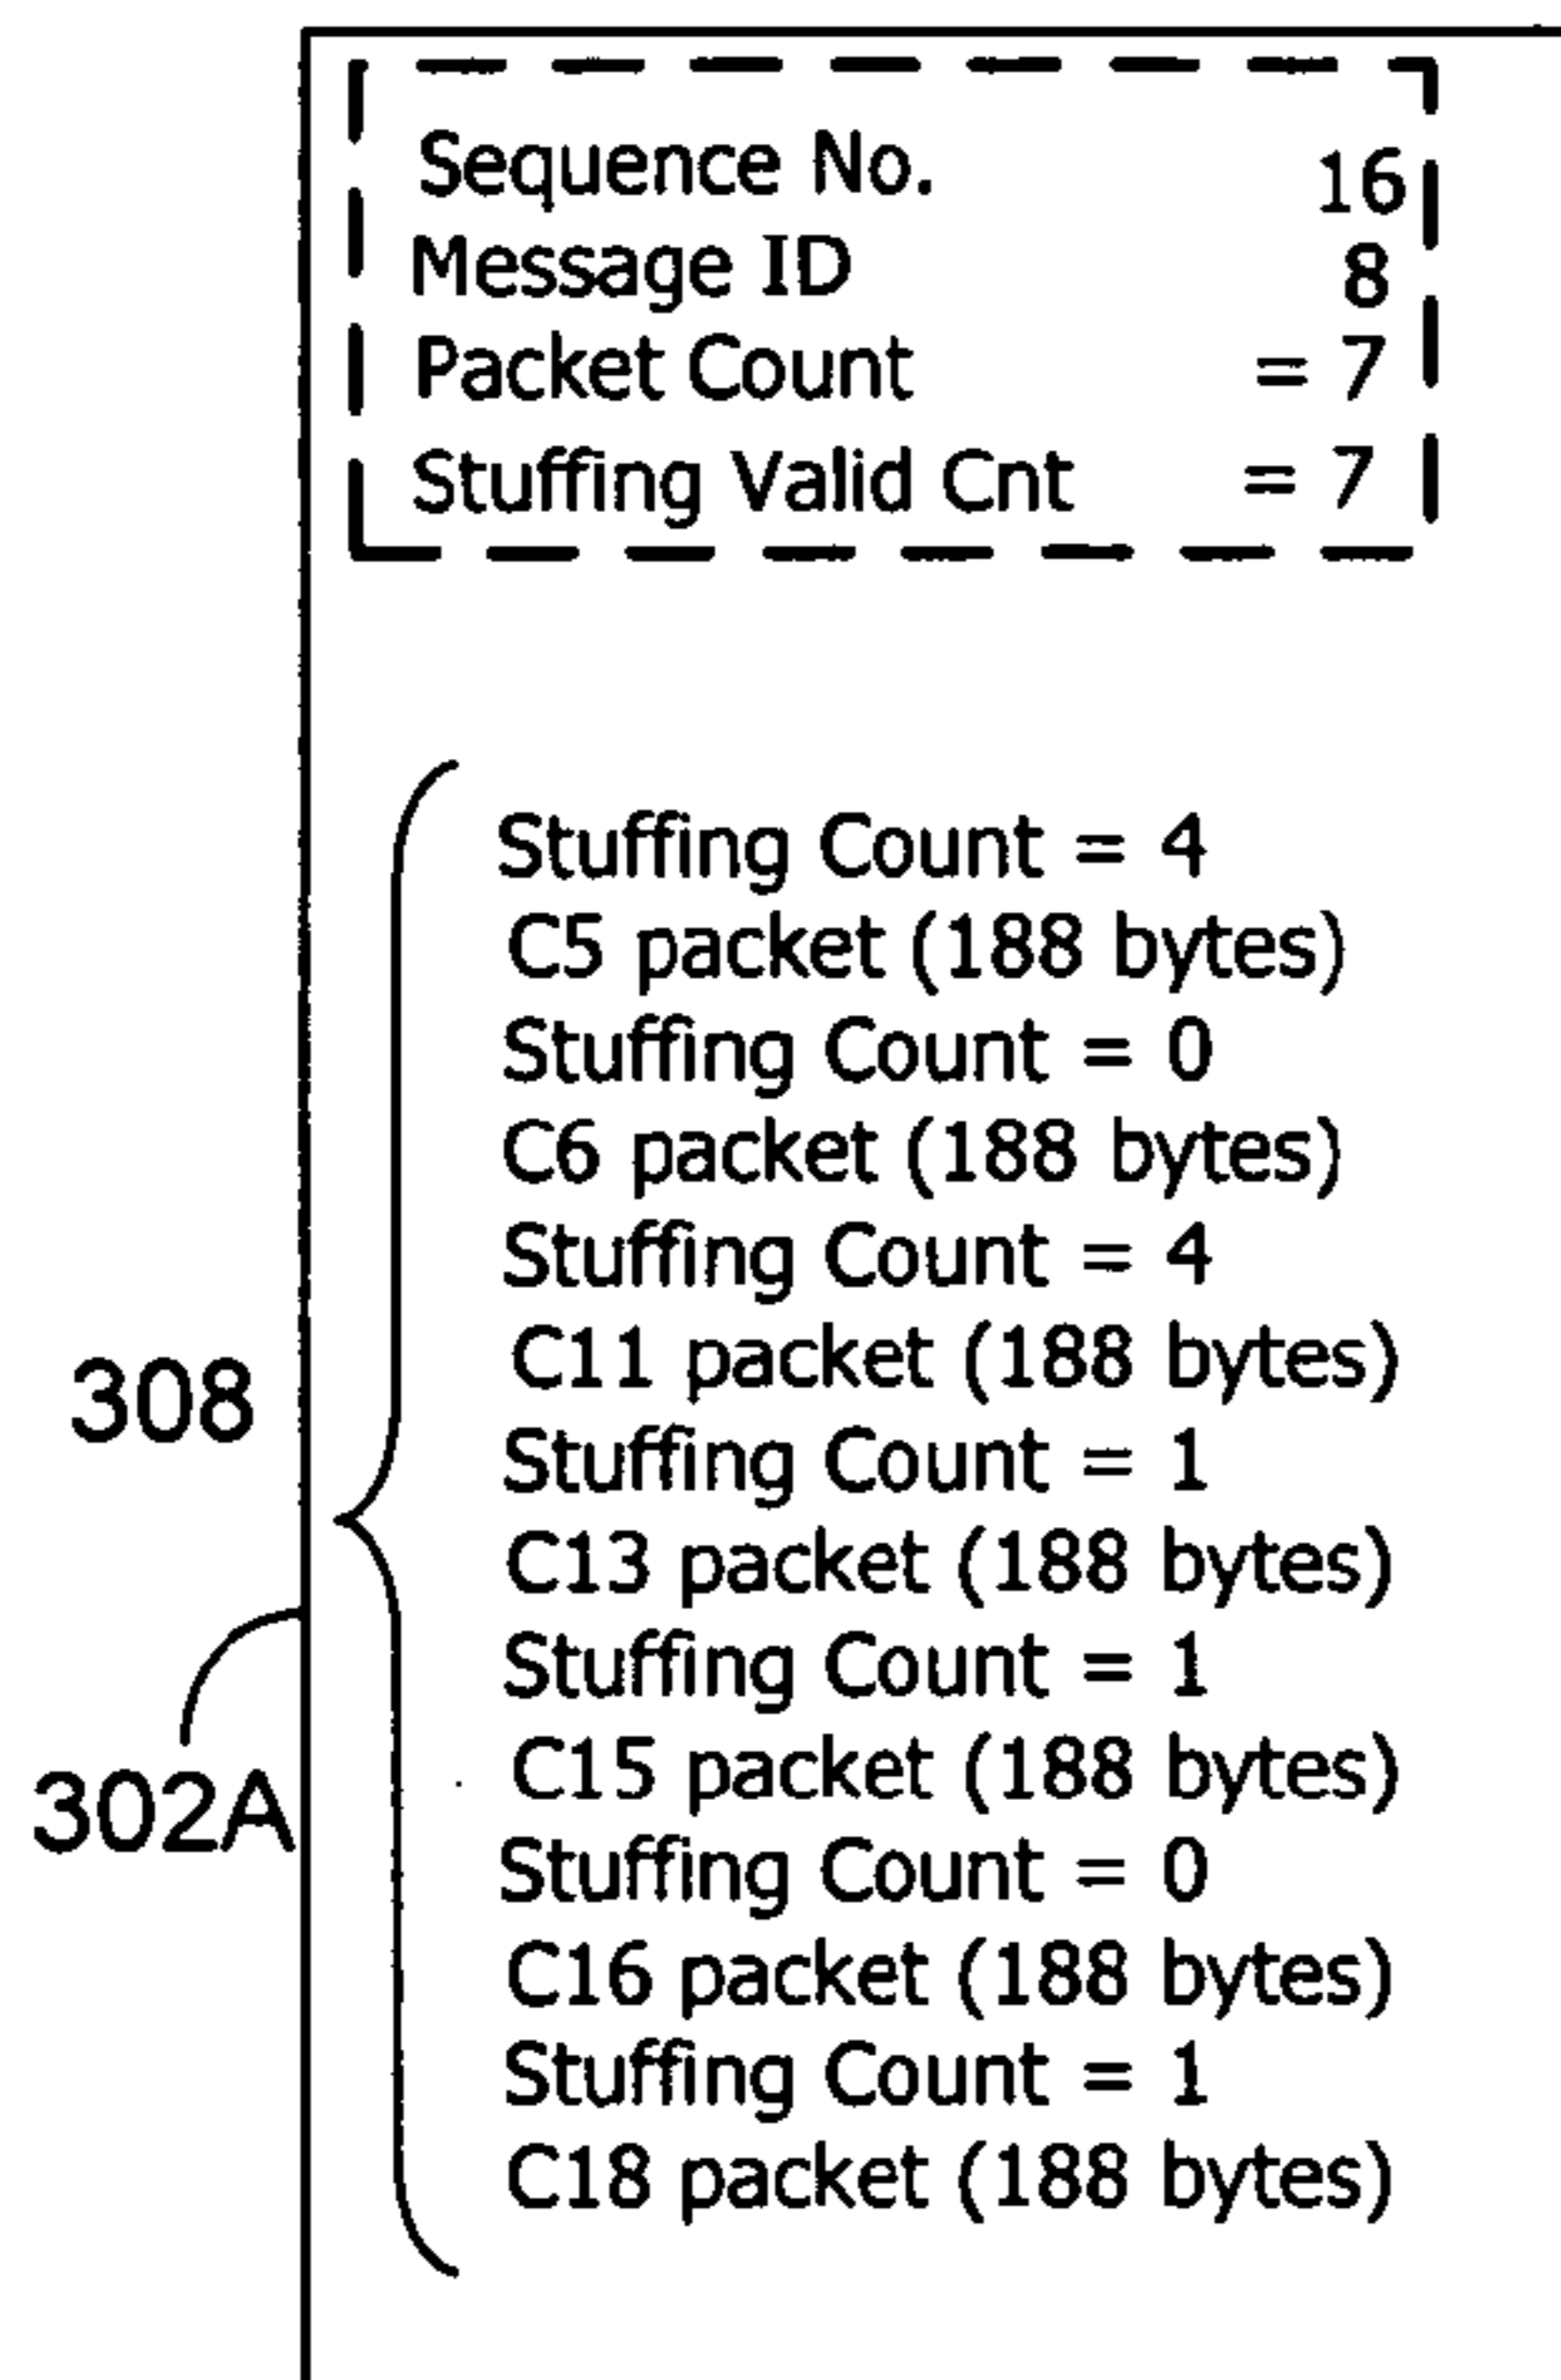 Sequence No. 16
Message ID 8
Packet Count = 7
Stuffing Valid Cnt = 7
Stuffing Count = 4
C5 packet (188 bytes)
Stuffing Count = 0
C6 packet (188 bytes)
Stuffing Count = 4
C11 packet (188 bytes)
308
Stuffing Count = 1
C13 packet (188 bytes)
Stuffing Count = 1
C15 packet (188 bytes)
302A
Stuffing Count = 0
C16 packet (188 bytes)
Stuffing Count = 1
C18 packet (188 bytes)